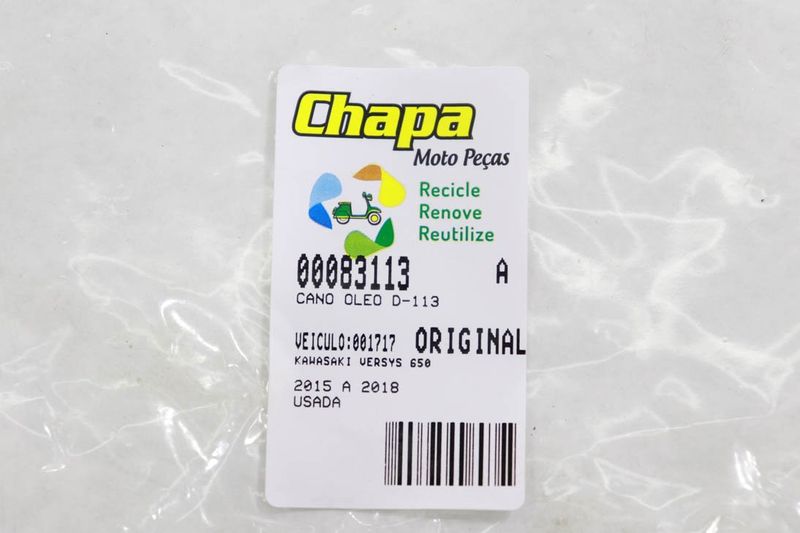 Chapa
Moto Peças
Recicle
Renove
Reutilize
00083113 A
CANO OLEO D-113
VEICULO:001717 ORIGINAL
KAWASAKI VERSYS 650
2015 A 2018
USADA